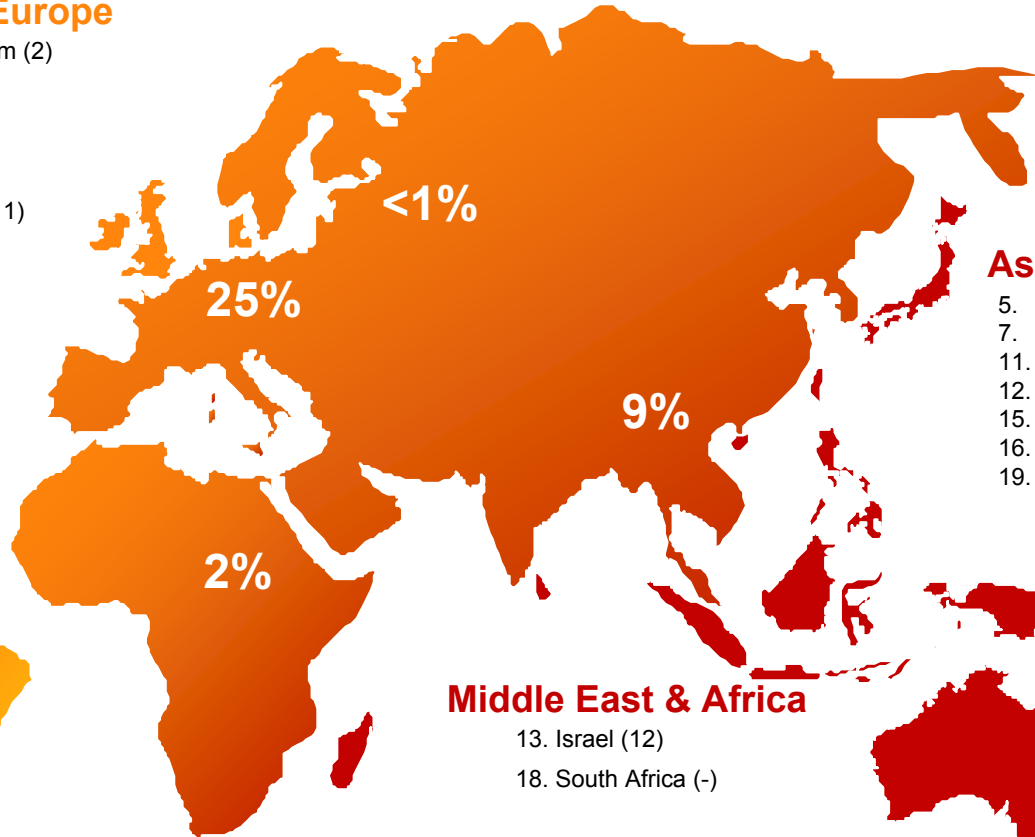 Europe
m (2)
1)
<1%
25%
9%
2%
As
5.
7.
11.
12.
15.
16.
19.
Middle East & Africa
13. Israel (12)
18. South Africa (-)